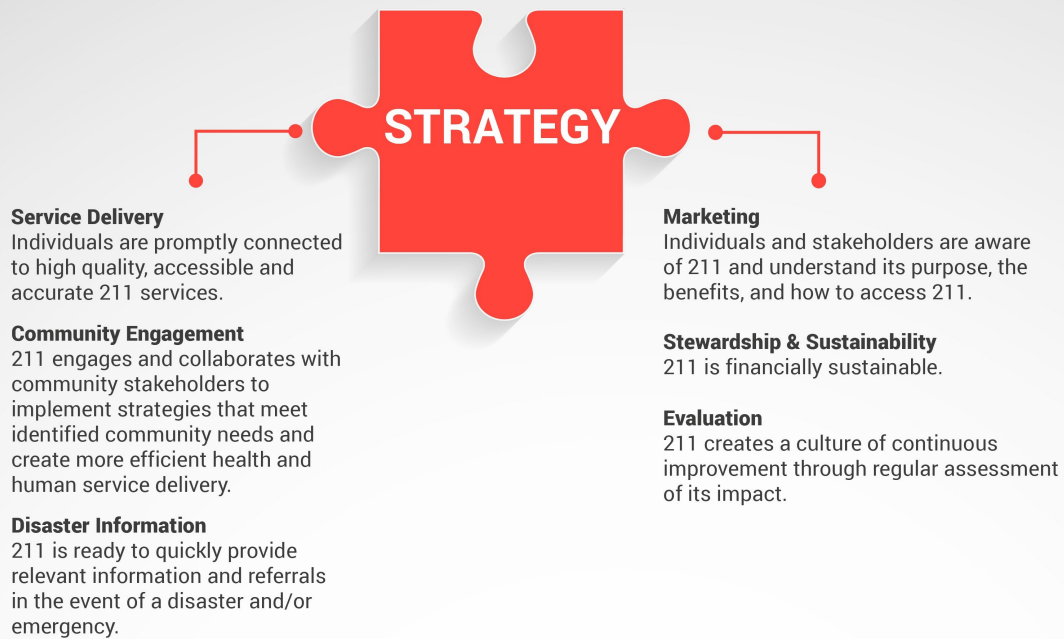 STRATEGY
Service Delivery
Individuals are promptly connected
to high quality, accessible and
accurate 211 services.
Community Engagement
211 engages and collaborates with
community stakeholders to
implement strategies that meet
identified community needs and
create more efficient health and
human service delivery.
Disaster Information
211 is ready to quickly provide
relevant information and referrals
in the event of a disaster and/or
emergency.
Marketing
Individuals and stakeholders are aware
of 211 and understand its purpose, the
benefits, and how to access 211.
Stewardship & Sustainability
211 is financially sustainable.
Evaluation
211 creates a culture of continuous
improvement through regular assessment
of its impact.